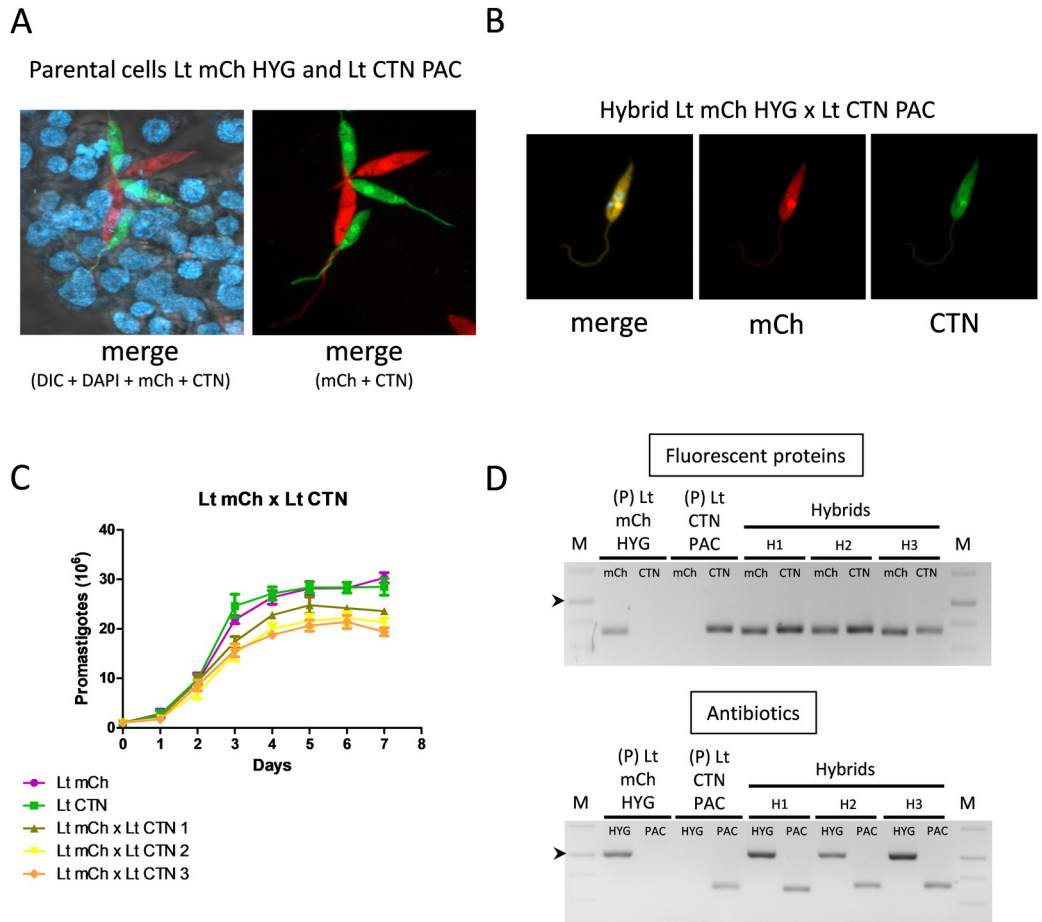 A
Parental cells Lt mCh HYG and Lt CTN PAC
merge
(DIC + DAPI + mCh + CTN)
merge
(mCh + CTN)
B
Hybrid Lt mCh HYG x Lt CTN PAC
merge
mCh
CTN
C
Lt mCh x Lt CTN
Promastigotes (10⁶)
40
30
20
10
0
0 1 2 3 4 5 6 7 8
Days
Lt mCh
Lt CTN
Lt mCh x Lt CTN 1
Lt mCh x Lt CTN 2
Lt mCh x Lt CTN 3
D
Fluorescent proteins
M
(P) Lt
mCh
HYG
(P) Lt
CTN
PAC
Hybrids
H1 H2 H3
M
mCh CTN mCh CTN mCh CTN mCh CTN mCh CTN
Antibiotics
M
(P) Lt
mCh
HYG
(P) Lt
CTN
PAC
Hybrids
H1 H2 H3
M
HYG PAC HYG PAC HYG PAC HYG PAC HYG PAC